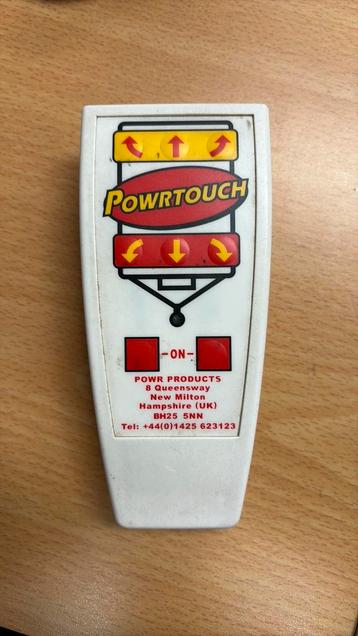 POWRTOUCH
-ON-
POWR PRODUCTS
8 Queensway
New Milton
Hampshire (UK)
BH25 5NN
Tel: +44(0)1425 623123